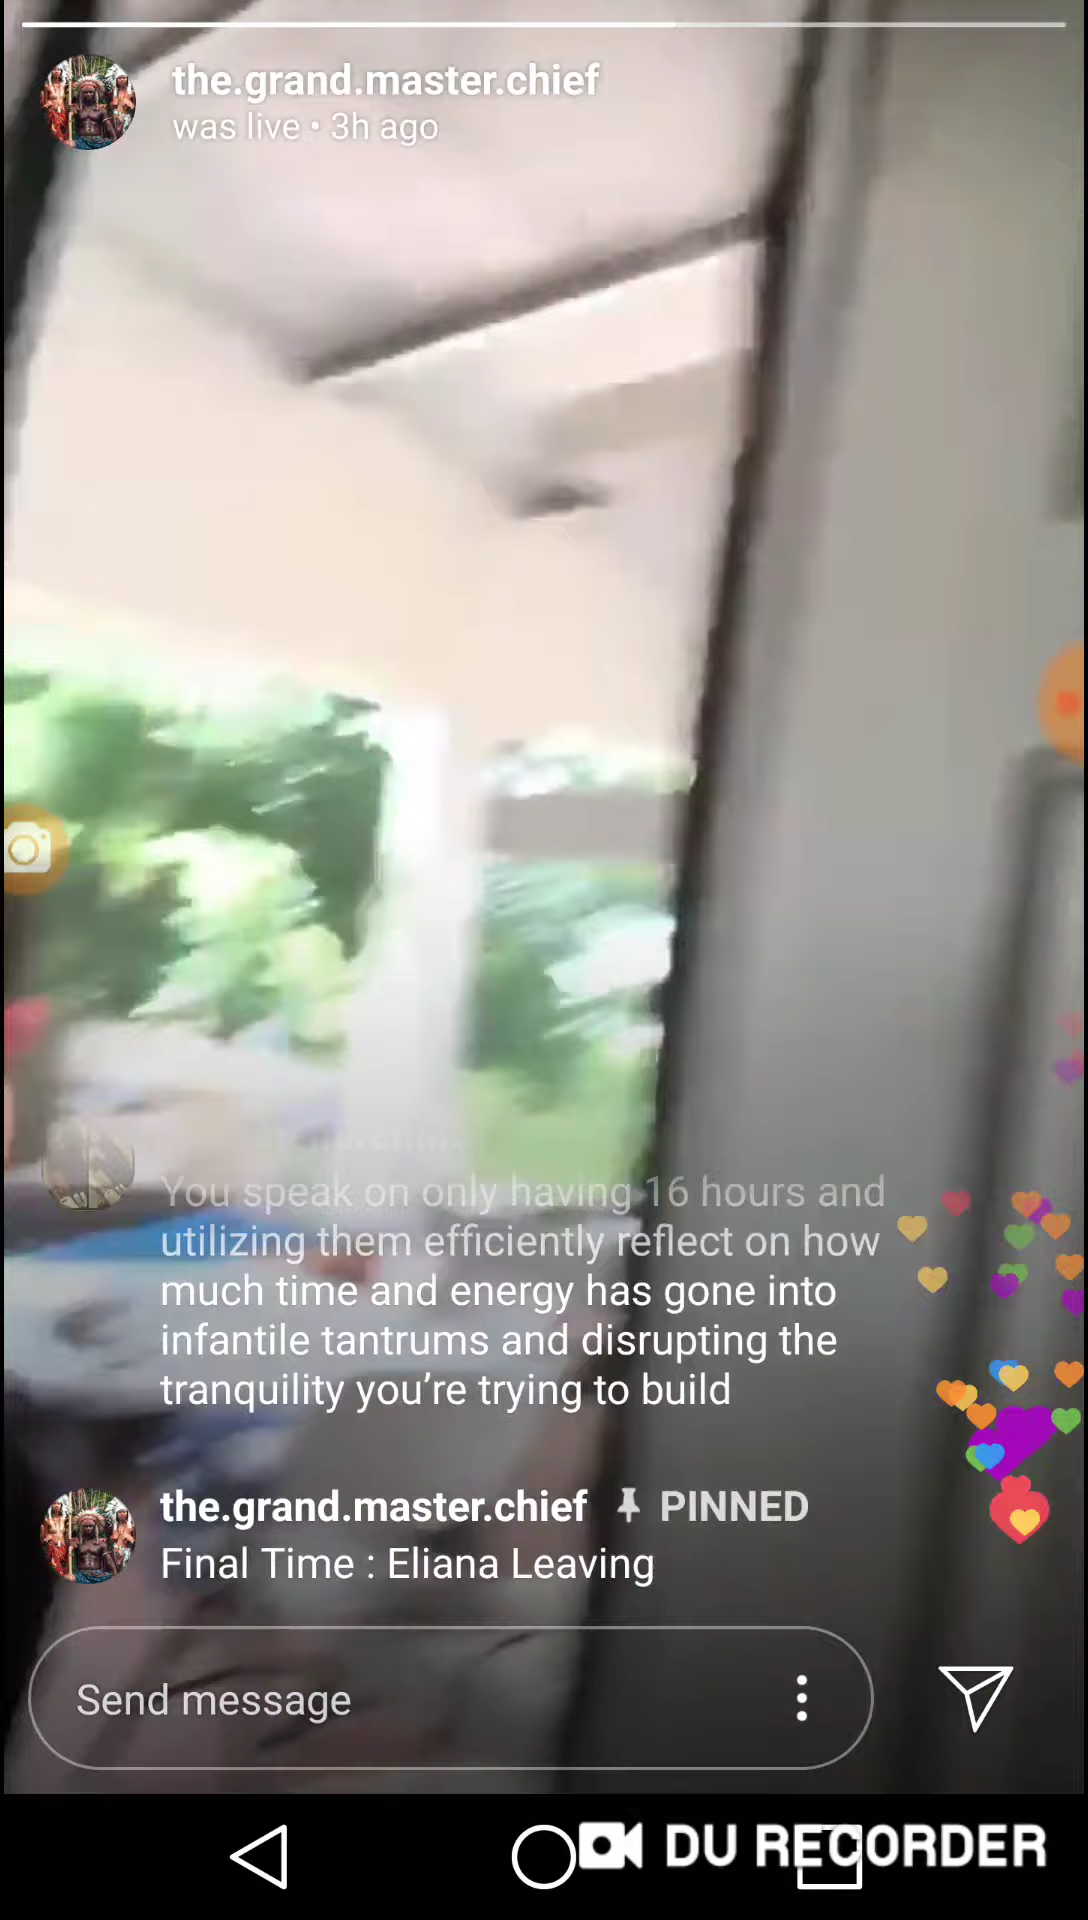 the.grand.master.chief
was live • 3h ago
You speak on only having 16 hours and
utilizing them efficiently reflect on how
much time and energy has gone into
infantile tantrums and disrupting the
tranquility you’re trying to build
the.grand.master.chief PINNED
Final Time : Eliana Leaving
Send message
DU RECORDER